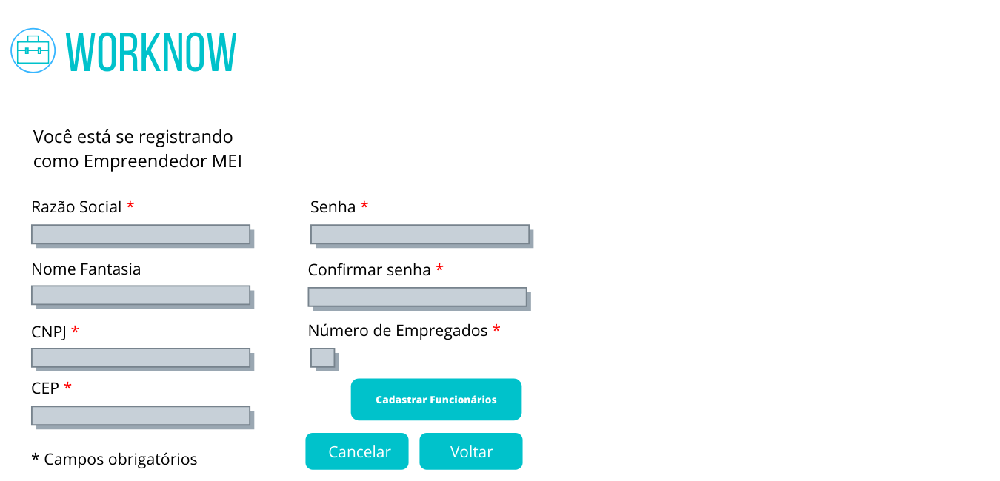 WORKNOW
Você está se registrando
como Empreendedor MEI
Razão Social *
Nome Fantasia
CNPJ *
CEP *
* Campos obrigatórios
Senha *
Confirmar senha *
Número de Empregados *
Cadastrar Funcionários
Cancelar
Voltar